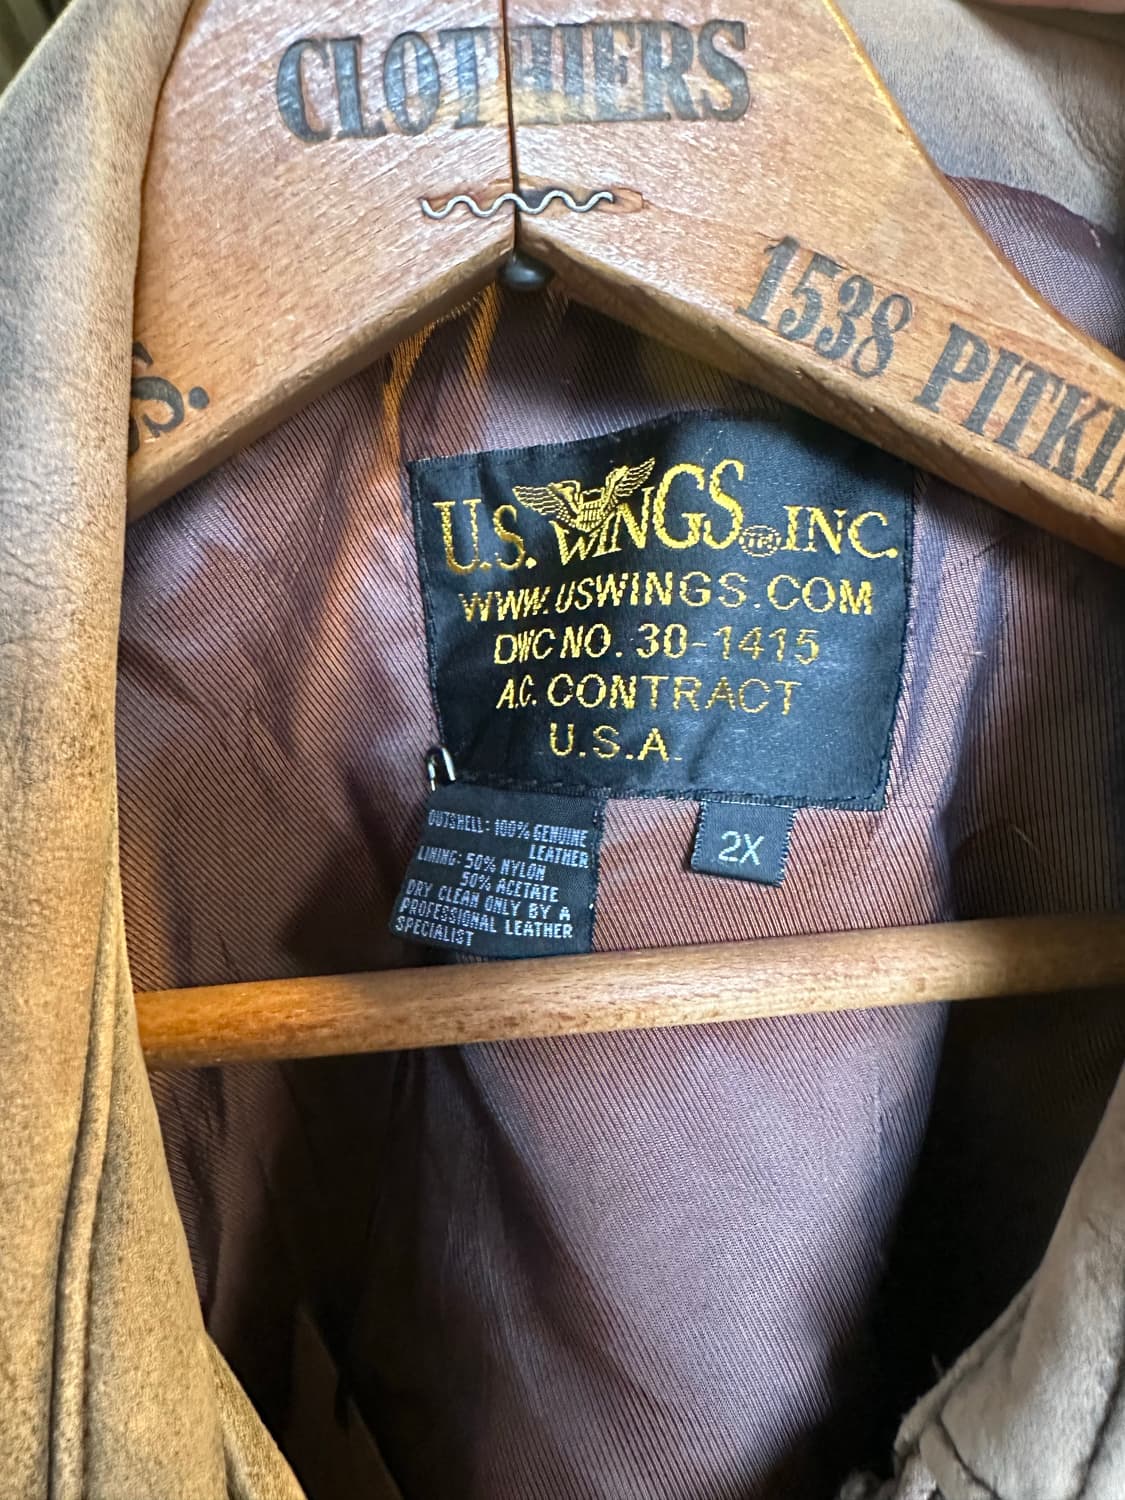 CLOTHIERS
S.
1538 PITKI
U.S. WINGS INC.
WWW.USWINGS.COM
DWC NO. 30-1415
A.C. CONTRACT
U.S.A.
OUTSHELL: 100% GENUINE
LEATHER
LINING: 50% NYLON
50% ACETATE
DRY CLEAN ONLY BY A
PROFESSIONAL LEATHER
SPECIALIST
2X